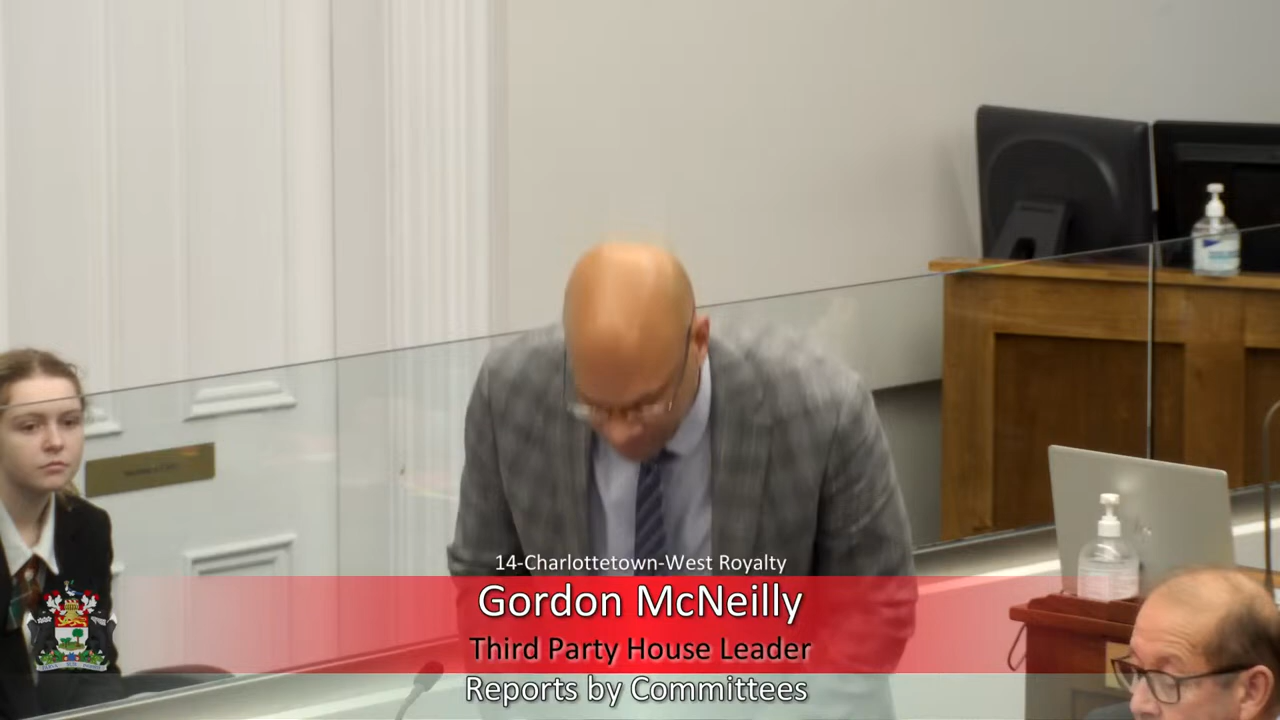 14-Charlottetown-West Royalty
Gordon McNeilly
Third Party House Leader
Reports by Committees